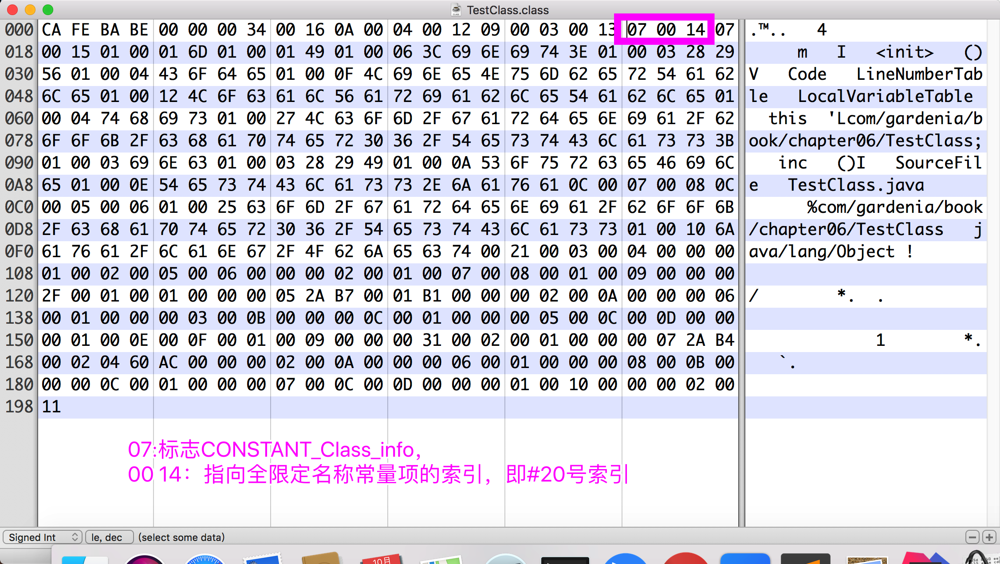 TestClass.class
000 CA FE BA BE 00 00 00 34 00 16 0A 00 04 00 12 09 00 03 00 13 07 00 14 07 .™.. 4
018 00 15 01 00 01 6D 01 00 01 49 01 00 06 3C 69 6E 69 74 3E 01 00 03 28 29 m I <init> ()
030 56 01 00 04 43 6F 64 65 01 00 0F 4C 69 6E 65 4E 75 6D 62 65 72 54 61 62 V Code LineNumberTab
048 6C 65 01 00 12 4C 6F 63 61 6C 56 61 72 69 61 62 6C 65 54 61 62 6C 65 01 le LocalVariableTable
060 00 04 74 68 69 73 01 00 27 4C 63 6F 6D 2F 67 61 72 64 65 6E 69 61 2F 62 this 'Lcom/gardenia/b
078 6F 6F 6B 2F 63 68 61 70 74 65 72 30 36 2F 54 65 73 74 43 6C 61 73 73 3B ook/chapter06/TestClass;
090 01 00 03 69 6E 63 01 00 03 28 29 49 01 00 0A 53 6F 75 72 63 65 46 69 6C inc ()I SourceFil
0A8 65 01 00 0E 54 65 73 74 43 6C 61 73 73 2E 6A 61 76 61 0C 00 07 00 08 0C e TestClass.java
0C0 00 05 00 06 01 00 25 63 6F 6D 2F 67 61 72 64 65 6E 69 61 2F 62 6F 6F 6B %com/gardenia/book
0D8 2F 63 68 61 70 74 65 72 30 36 2F 54 65 73 74 43 6C 61 73 73 01 00 10 6A /chapter06/TestClass j
0F0 61 76 61 2F 6C 61 6E 67 2F 4F 62 6A 65 63 74 00 21 00 03 00 04 00 00 00 ava/lang/Object !
108 01 00 02 00 05 00 06 00 00 00 02 00 01 00 07 00 08 00 01 00 09 00 00 00
120 2F 00 01 00 01 00 00 00 05 2A B7 00 01 B1 00 00 00 02 00 0A 00 00 00 06 / *. .
138 00 01 00 00 00 03 00 0B 00 00 00 0C 00 01 00 00 00 05 00 0C 00 0D 00 00
150 00 01 00 0E 00 0F 00 01 00 09 00 00 00 31 00 02 00 01 00 00 00 07 2A B4 1 *.
168 00 02 04 60 AC 00 00 00 02 00 0A 00 00 00 06 00 01 00 00 00 08 00 0B 00 `.
180 00 00 0C 00 01 00 00 00 07 00 0C 00 0D 00 00 00 01 00 10 00 00 00 02 00
198 11
07:标志CONSTANT_Class_info，
00 14：指向全限定名称常量项的索引，即#20号索引
Signed Int le, dec (select some data)
10月